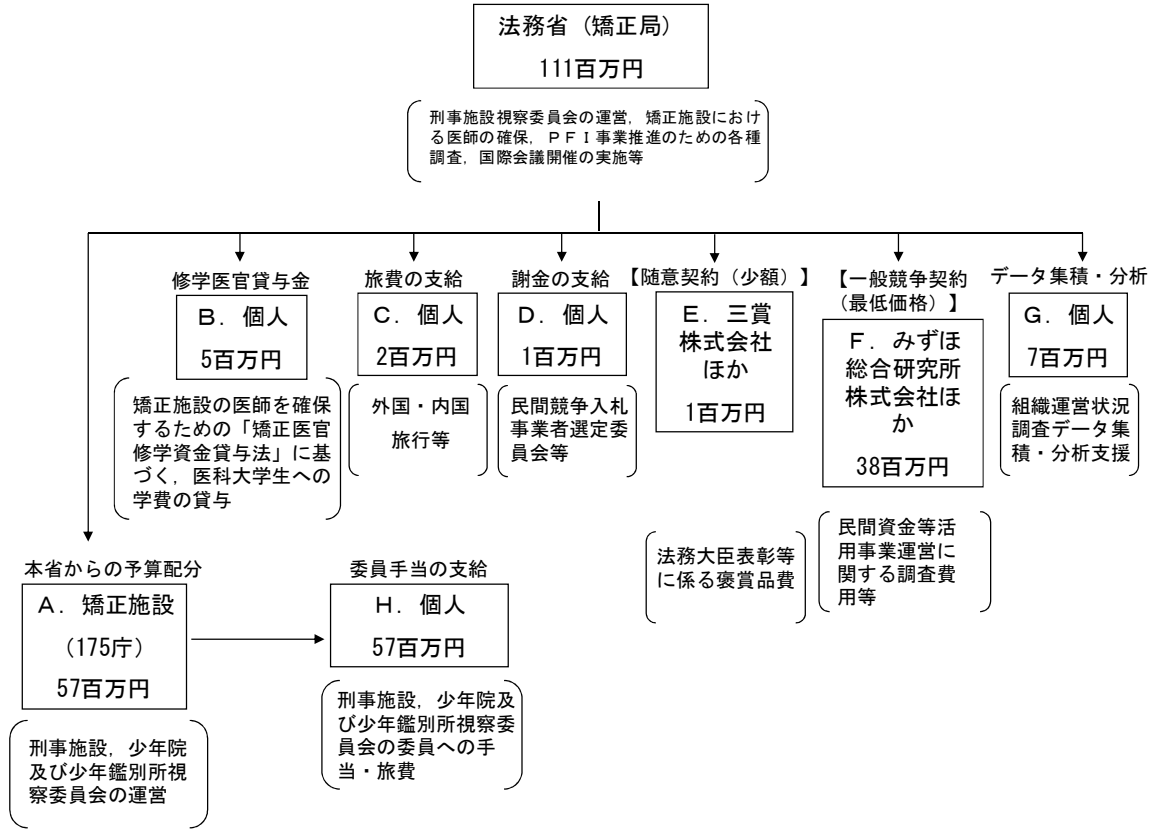 法務省（矯正局）
111百万円
刑事施設視察委員会の運営，矯正施設におけ
る医師の確保，ＰＦＩ事業推進のための各種
調査，国際会議開催の実施等
修学医官貸与金
Ｂ．個人
5百万円
矯正施設の医師を確保
するための「矯正医官
修学資金貸与法」に基
づく，医科大学生への
学費の貸与
旅費の支給
Ｃ．個人
2百万円
外国・内国
旅行等
謝金の支給
Ｄ．個人
1百万円
民間競争入札
事業者選定委
員会等
【随意契約（少額）】
Ｅ．三賞
株式会社
ほか
1百万円
法務大臣表彰等
に係る褒賞品費
【一般競争契約
（最低価格）】
Ｆ．みずほ
総合研究所
株式会社ほ
か
38百万円
民間資金等活
用事業運営に
関する調査費
用等
データ集積・分析
Ｇ．個人
7百万円
組織運営状況
調査データ集
積・分析支援
本省からの予算配分
Ａ．矯正施設
（175庁）
57百万円
刑事施設，少年院
及び少年鑑別所視
察委員会の運営
委員手当の支給
Ｈ．個人
57百万円
刑事施設，少年院及
び少年鑑別所視察委
員会の委員への手
当・旅費